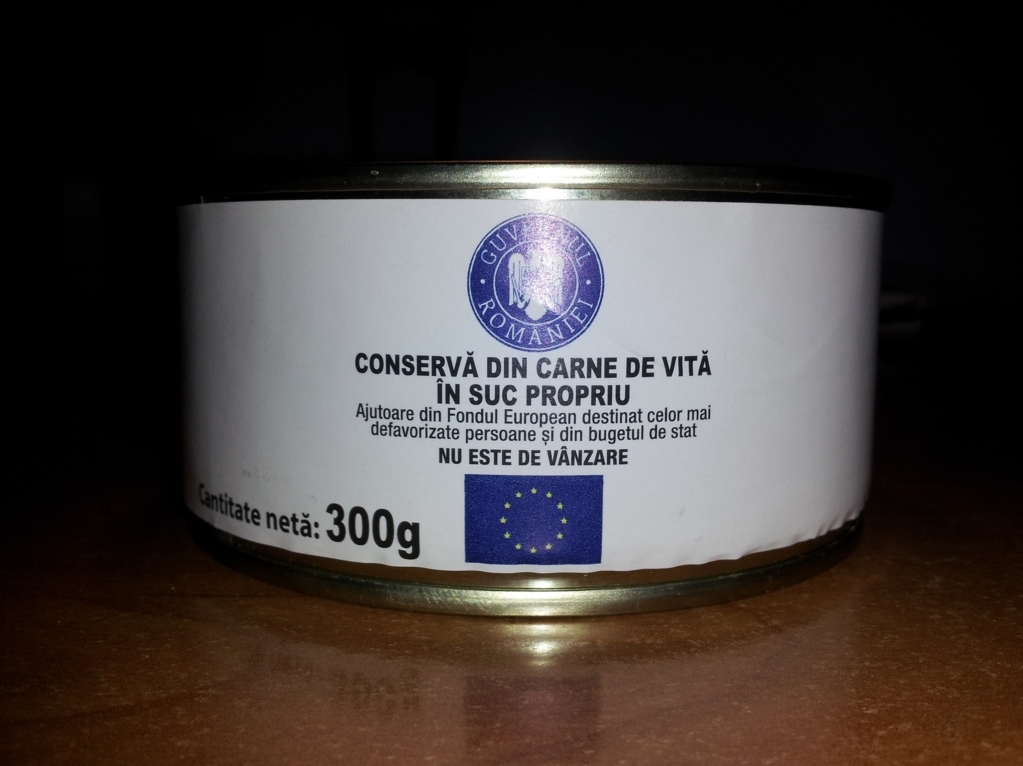 GUVERNUL
ROMÂNIEI
CONSERVĂ DIN CARNE DE VITĂ
ÎN SUC PROPRIU
Ajutoare din Fondul European destinat celor mai
defavorizate persoane și din bugetul de stat
NU ESTE DE VÂNZARE
Cantitate netă: 300g